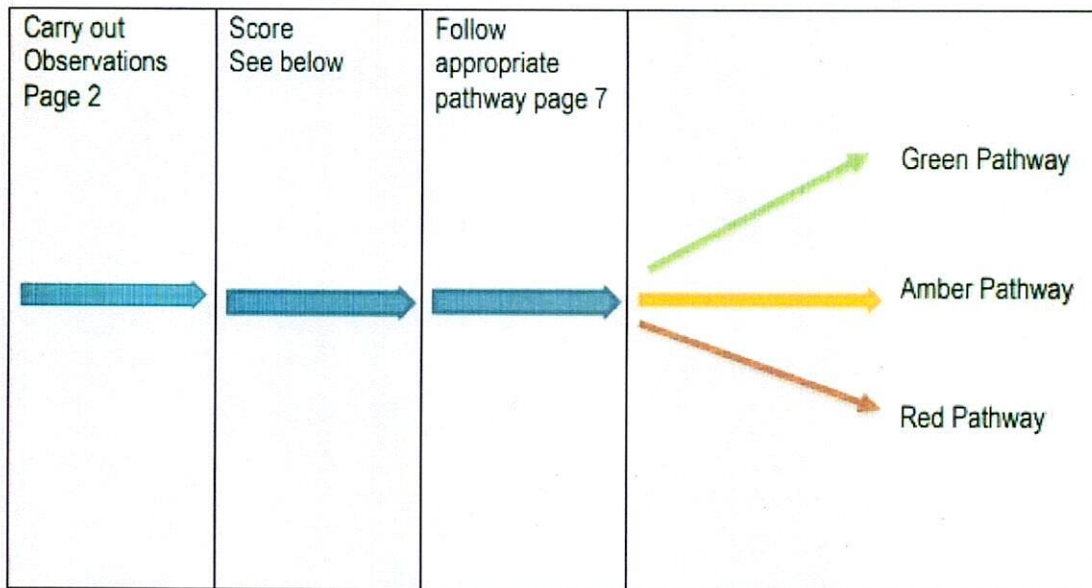 Carry out
Observations
Page 2
Score
See below
Follow
appropriate
pathway page 7
Green Pathway
Amber Pathway
Red Pathway